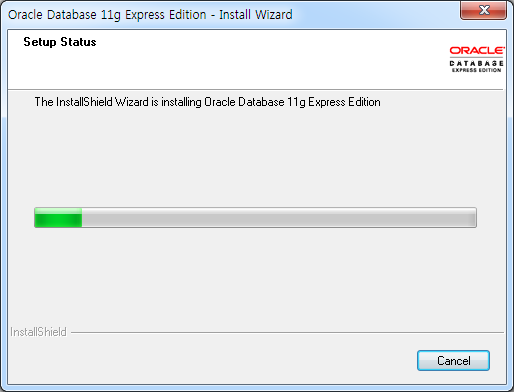 Oracle Database 11g Express Edition - Install Wizard
Setup Status
ORACLE
DATABASE
EXPRESS EDITION
The InstallShield Wizard is installing Oracle Database 11g Express Edition
InstallShield
Cancel